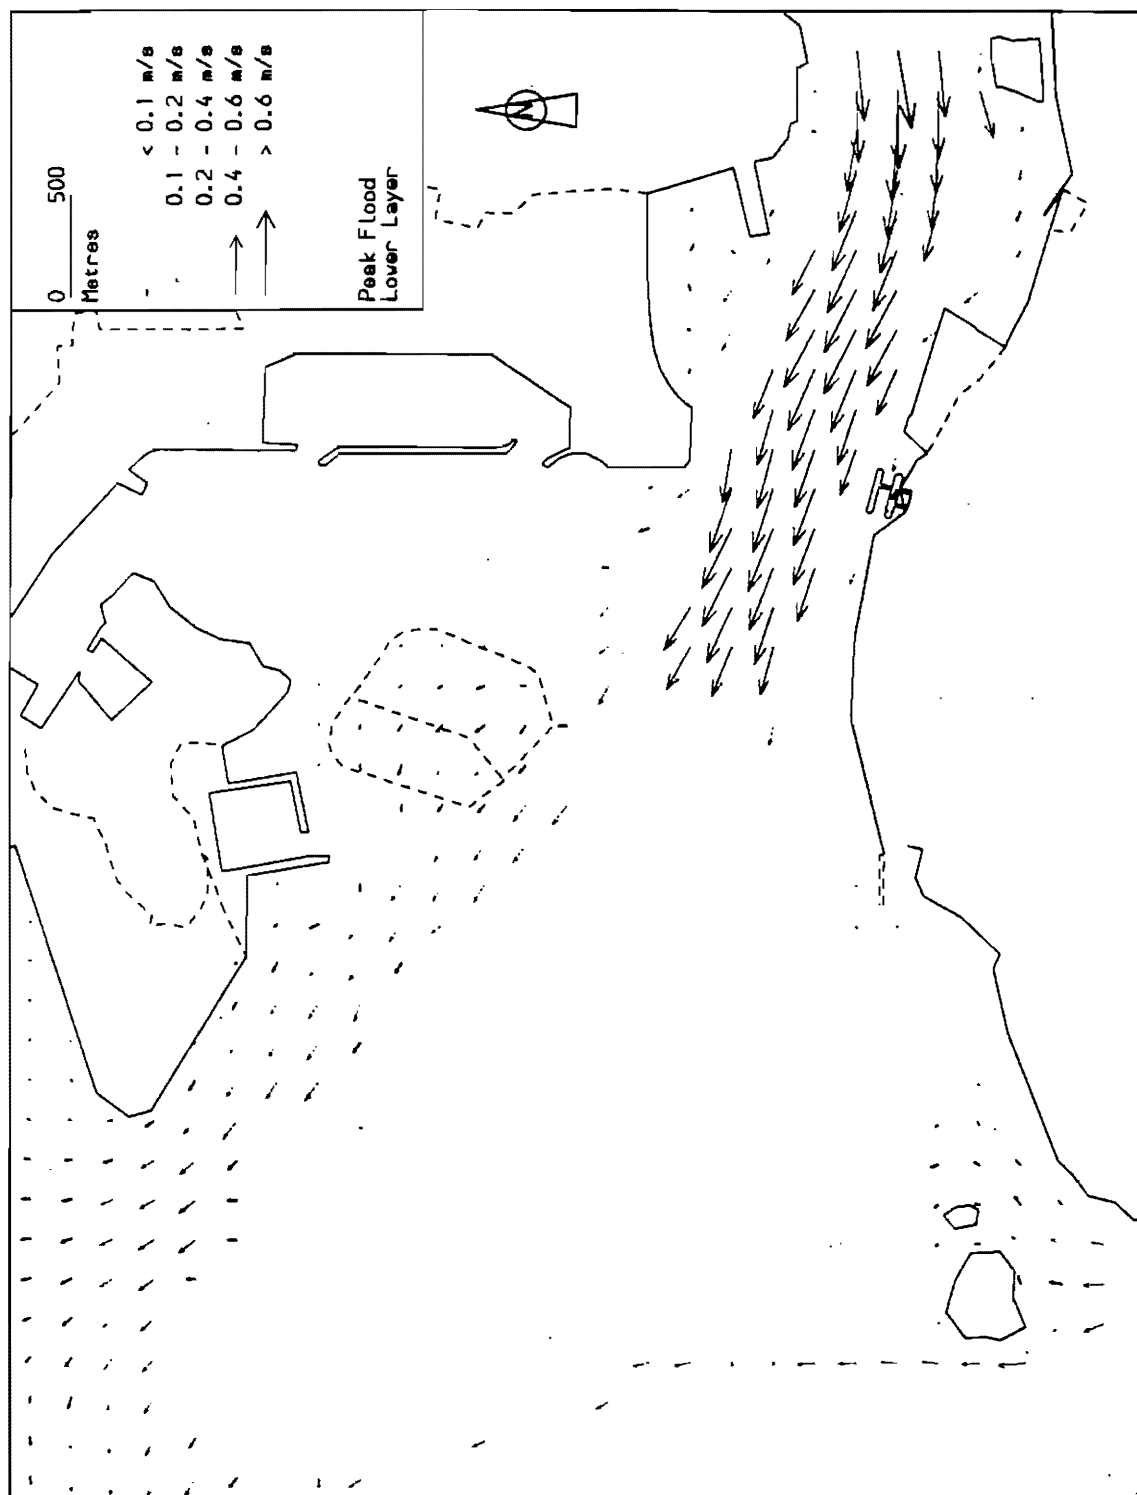 0 500
Metres
< 0.1 m/s
0.1 - 0.2 m/s
0.2 - 0.4 m/s
0.4 - 0.6 m/s
> 0.6 m/s
Peak Flood
Lower Layer
N